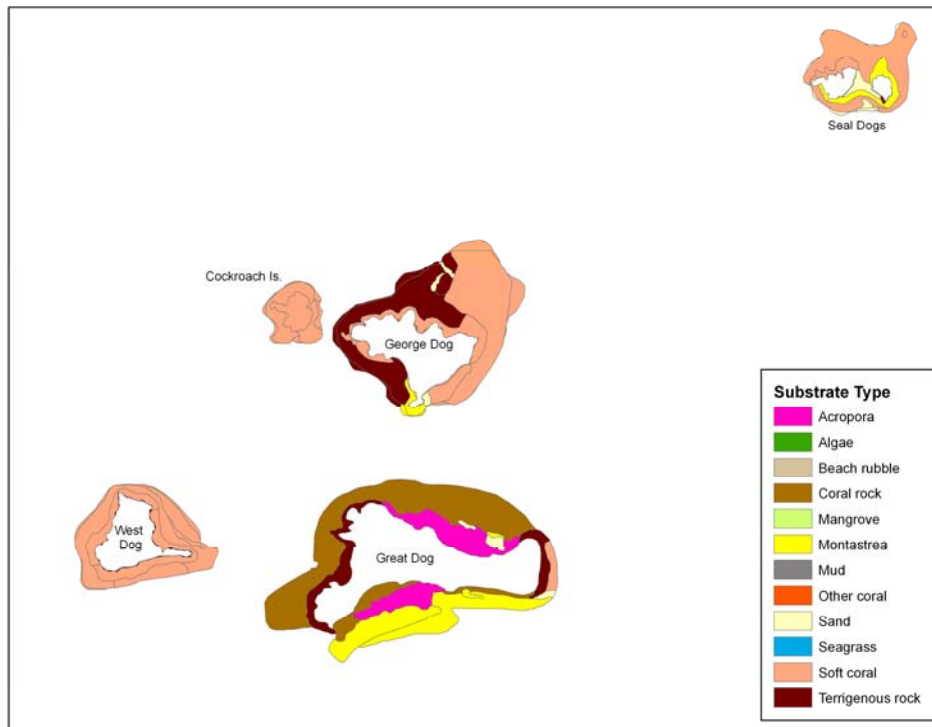 Seal Dogs
Cockroach Is.
George Dog
West
Dog
Great Dog
Substrate Type
Acropora
Algae
Beach rubble
Coral rock
Mangrove
Montastrea
Mud
Other coral
Sand
Seagrass
Soft coral
Terrigenous rock